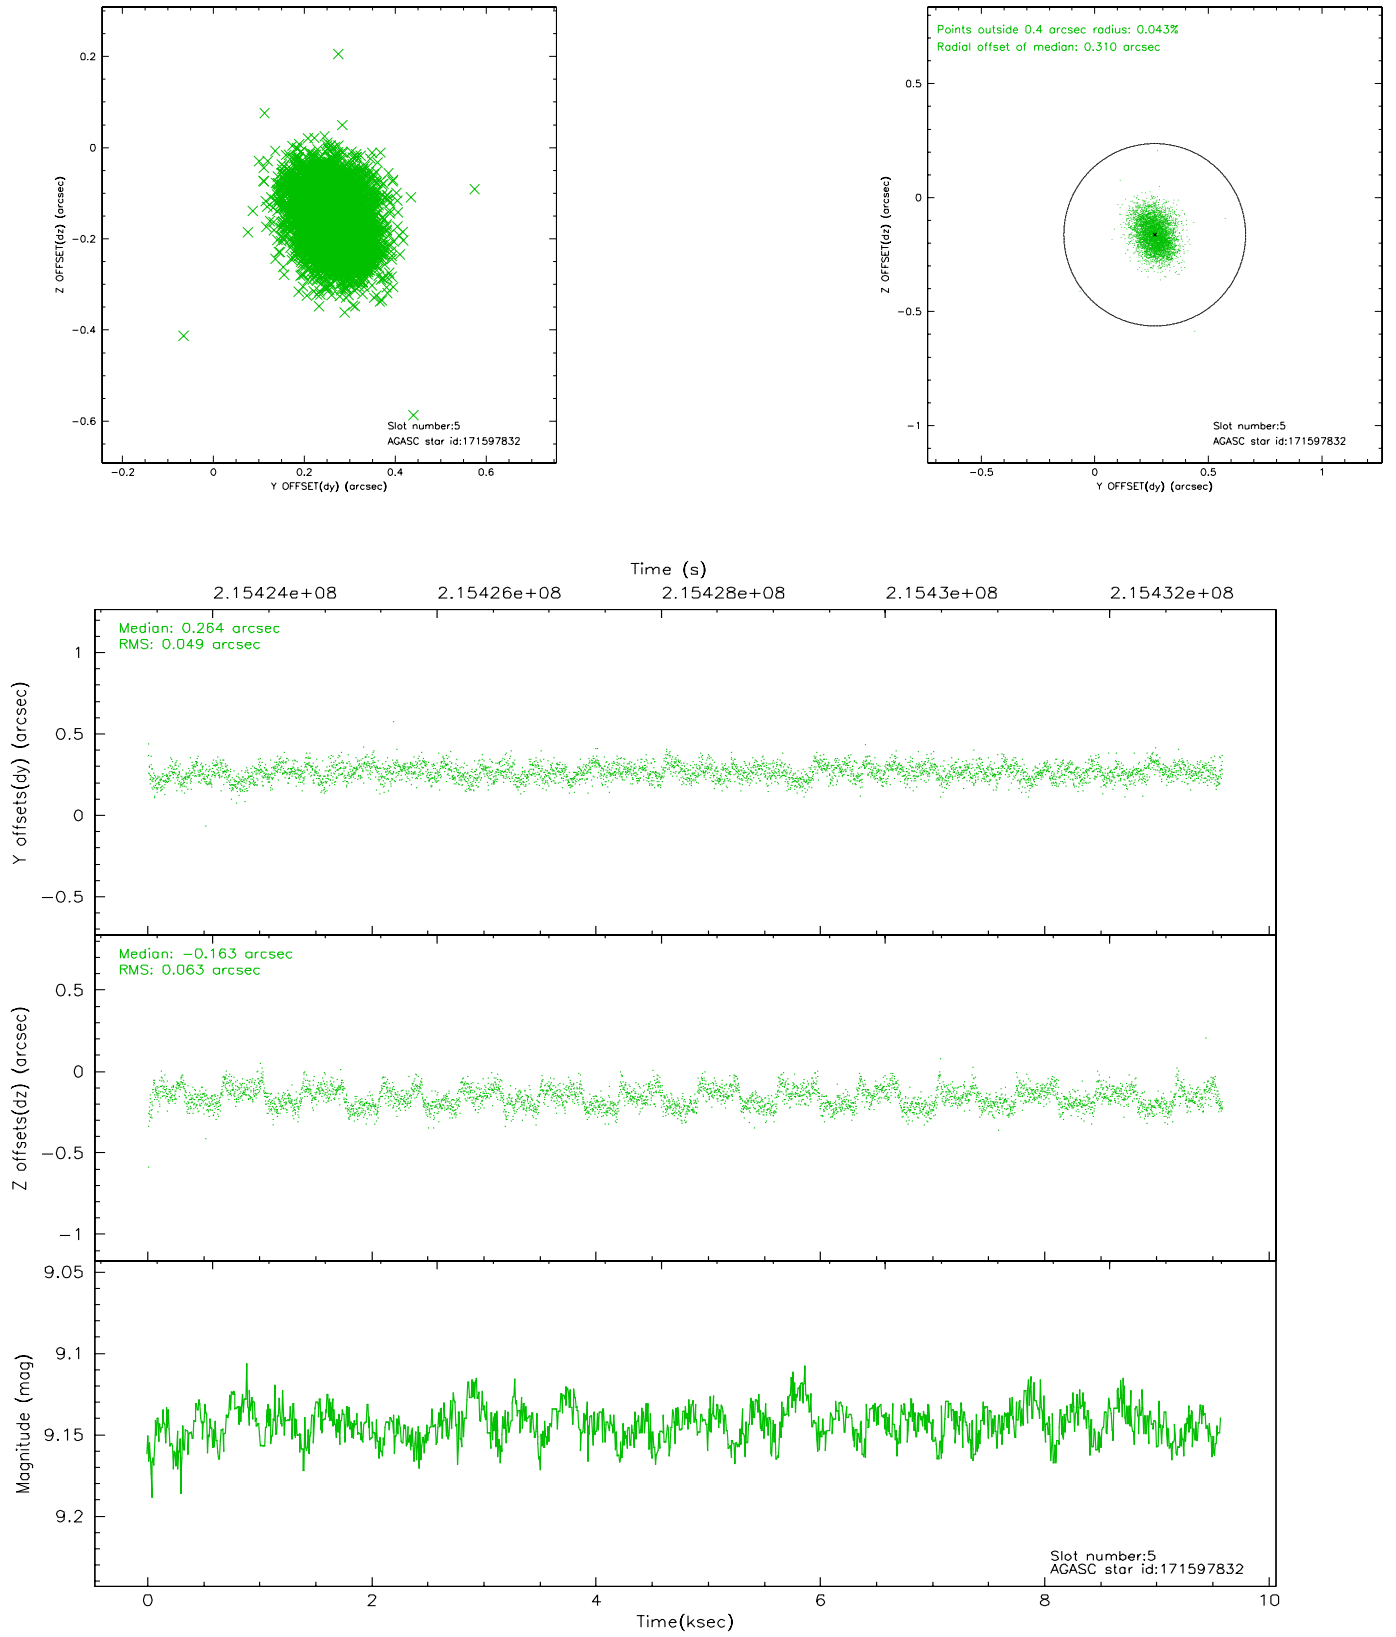 0.2
0
−0.2
−0.4
−0.6
Z OFFSET(dz) (arcsec)
Slot number:5
AGASC star id:171597832
−0.2 0 0.2 0.4 0.6
Y OFFSET(dy) (arcsec)
Points outside 0.4 arcsec radius: 0.043%
Radial offset of median: 0.310 arcsec
0.5
0
−0.5
−1
Z OFFSET(dz) (arcsec)
Slot number:5
AGASC star id:171597832
−0.5 0 0.5 1
Y OFFSET(dy) (arcsec)
Time (s)
2.15424e+08 2.15426e+08 2.15428e+08 2.1543e+08 2.15432e+08
Median: 0.264 arcsec
RMS: 0.049 arcsec
1
0.5
0
−0.5
Y offsets(dy) (arcsec)
Median: −0.163 arcsec
RMS: 0.063 arcsec
0.5
0
−0.5
−1
Z offsets(dz) (arcsec)
9.05
9.1
9.15
9.2
Magnitude (mag)
Slot number:5
AGASC star id:171597832
0 2 4 6 8 10
Time(ksec)